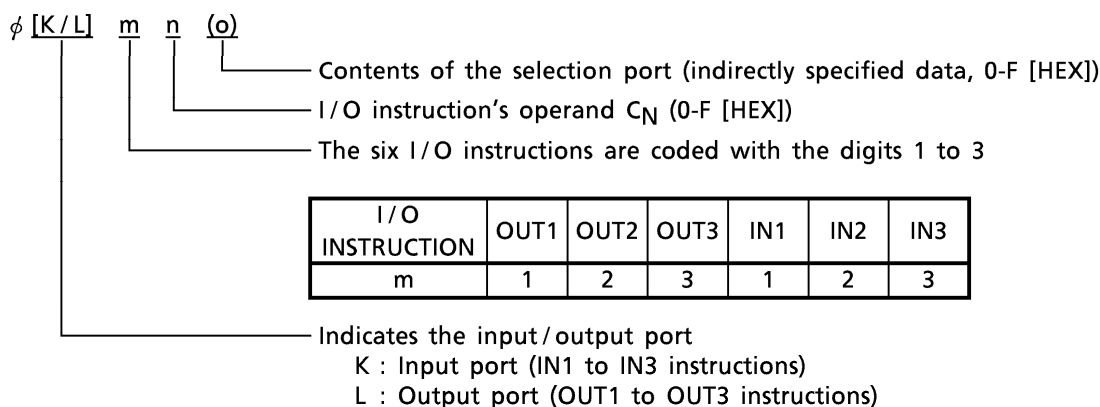 ϕ [K/L] m n (o)
Contents of the selection port (indirectly specified data, 0-F [HEX])
I/O instruction's operand CN (0-F [HEX])
The six I/O instructions are coded with the digits 1 to 3
I/O INSTRUCTION OUT1 OUT2 OUT3 IN1 IN2 IN3
m 1 2 3 1 2 3
Indicates the input/output port
K : Input port (IN1 to IN3 instructions)
L : Output port (OUT1 to OUT3 instructions)